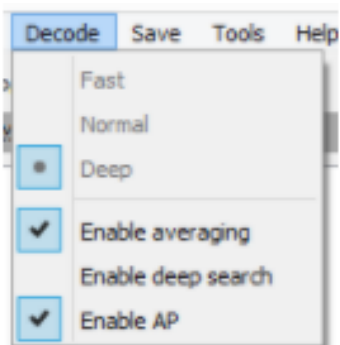 Decode Save Tools Help
Fast
Normal
Deep
Enable averaging
Enable deep search
Enable AP